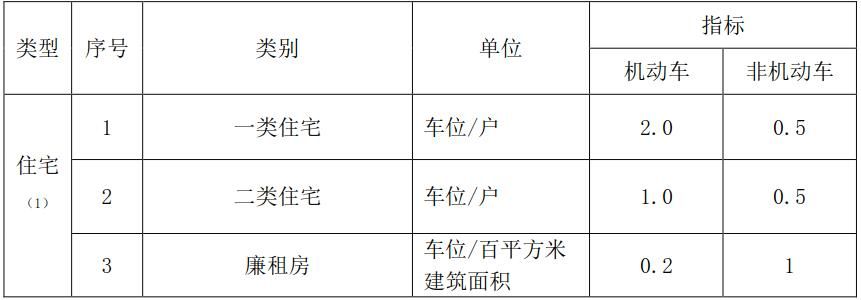 类型 序号 类别 单位 指标
机动车 非机动车
住宅
（1）
1 一类住宅 车位/户 2.0 0.5
2 二类住宅 车位/户 1.0 0.5
3 廉租房 车位/百平方米
建筑面积 0.2 1